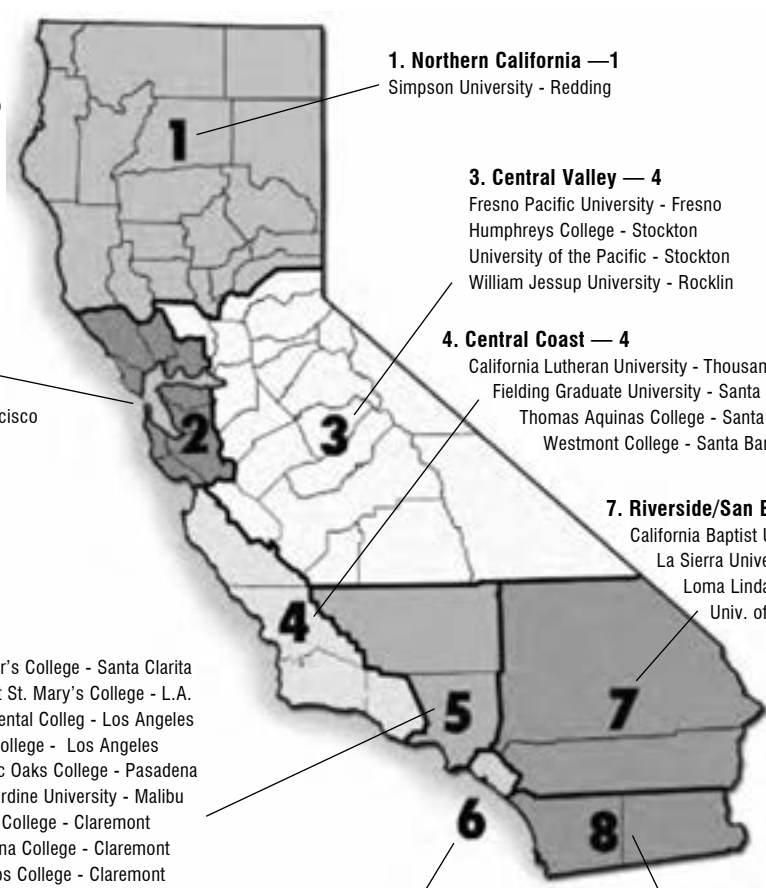 1. Northern California —1
Simpson University - Redding
1
3. Central Valley — 4
Fresno Pacific University - Fresno
Humphreys College - Stockton
University of the Pacific - Stockton
William Jessup University - Rocklin
4. Central Coast — 4
California Lutheran University - Thousan
Fielding Graduate University - Santa
Thomas Aquinas College - Santa
Westmont College - Santa Bar
cisco
2
3
7. Riverside/San B
California Baptist U
La Sierra Unive
Loma Linda
Univ. of
4
r's College - Santa Clarita
t St. Mary's College - L.A.
ental Colleg - Los Angeles
ollege - Los Angeles
c Oaks College - Pasadena
rdine University - Malibu
College - Claremont
na College - Claremont
os College - Claremont
5
7
6
8